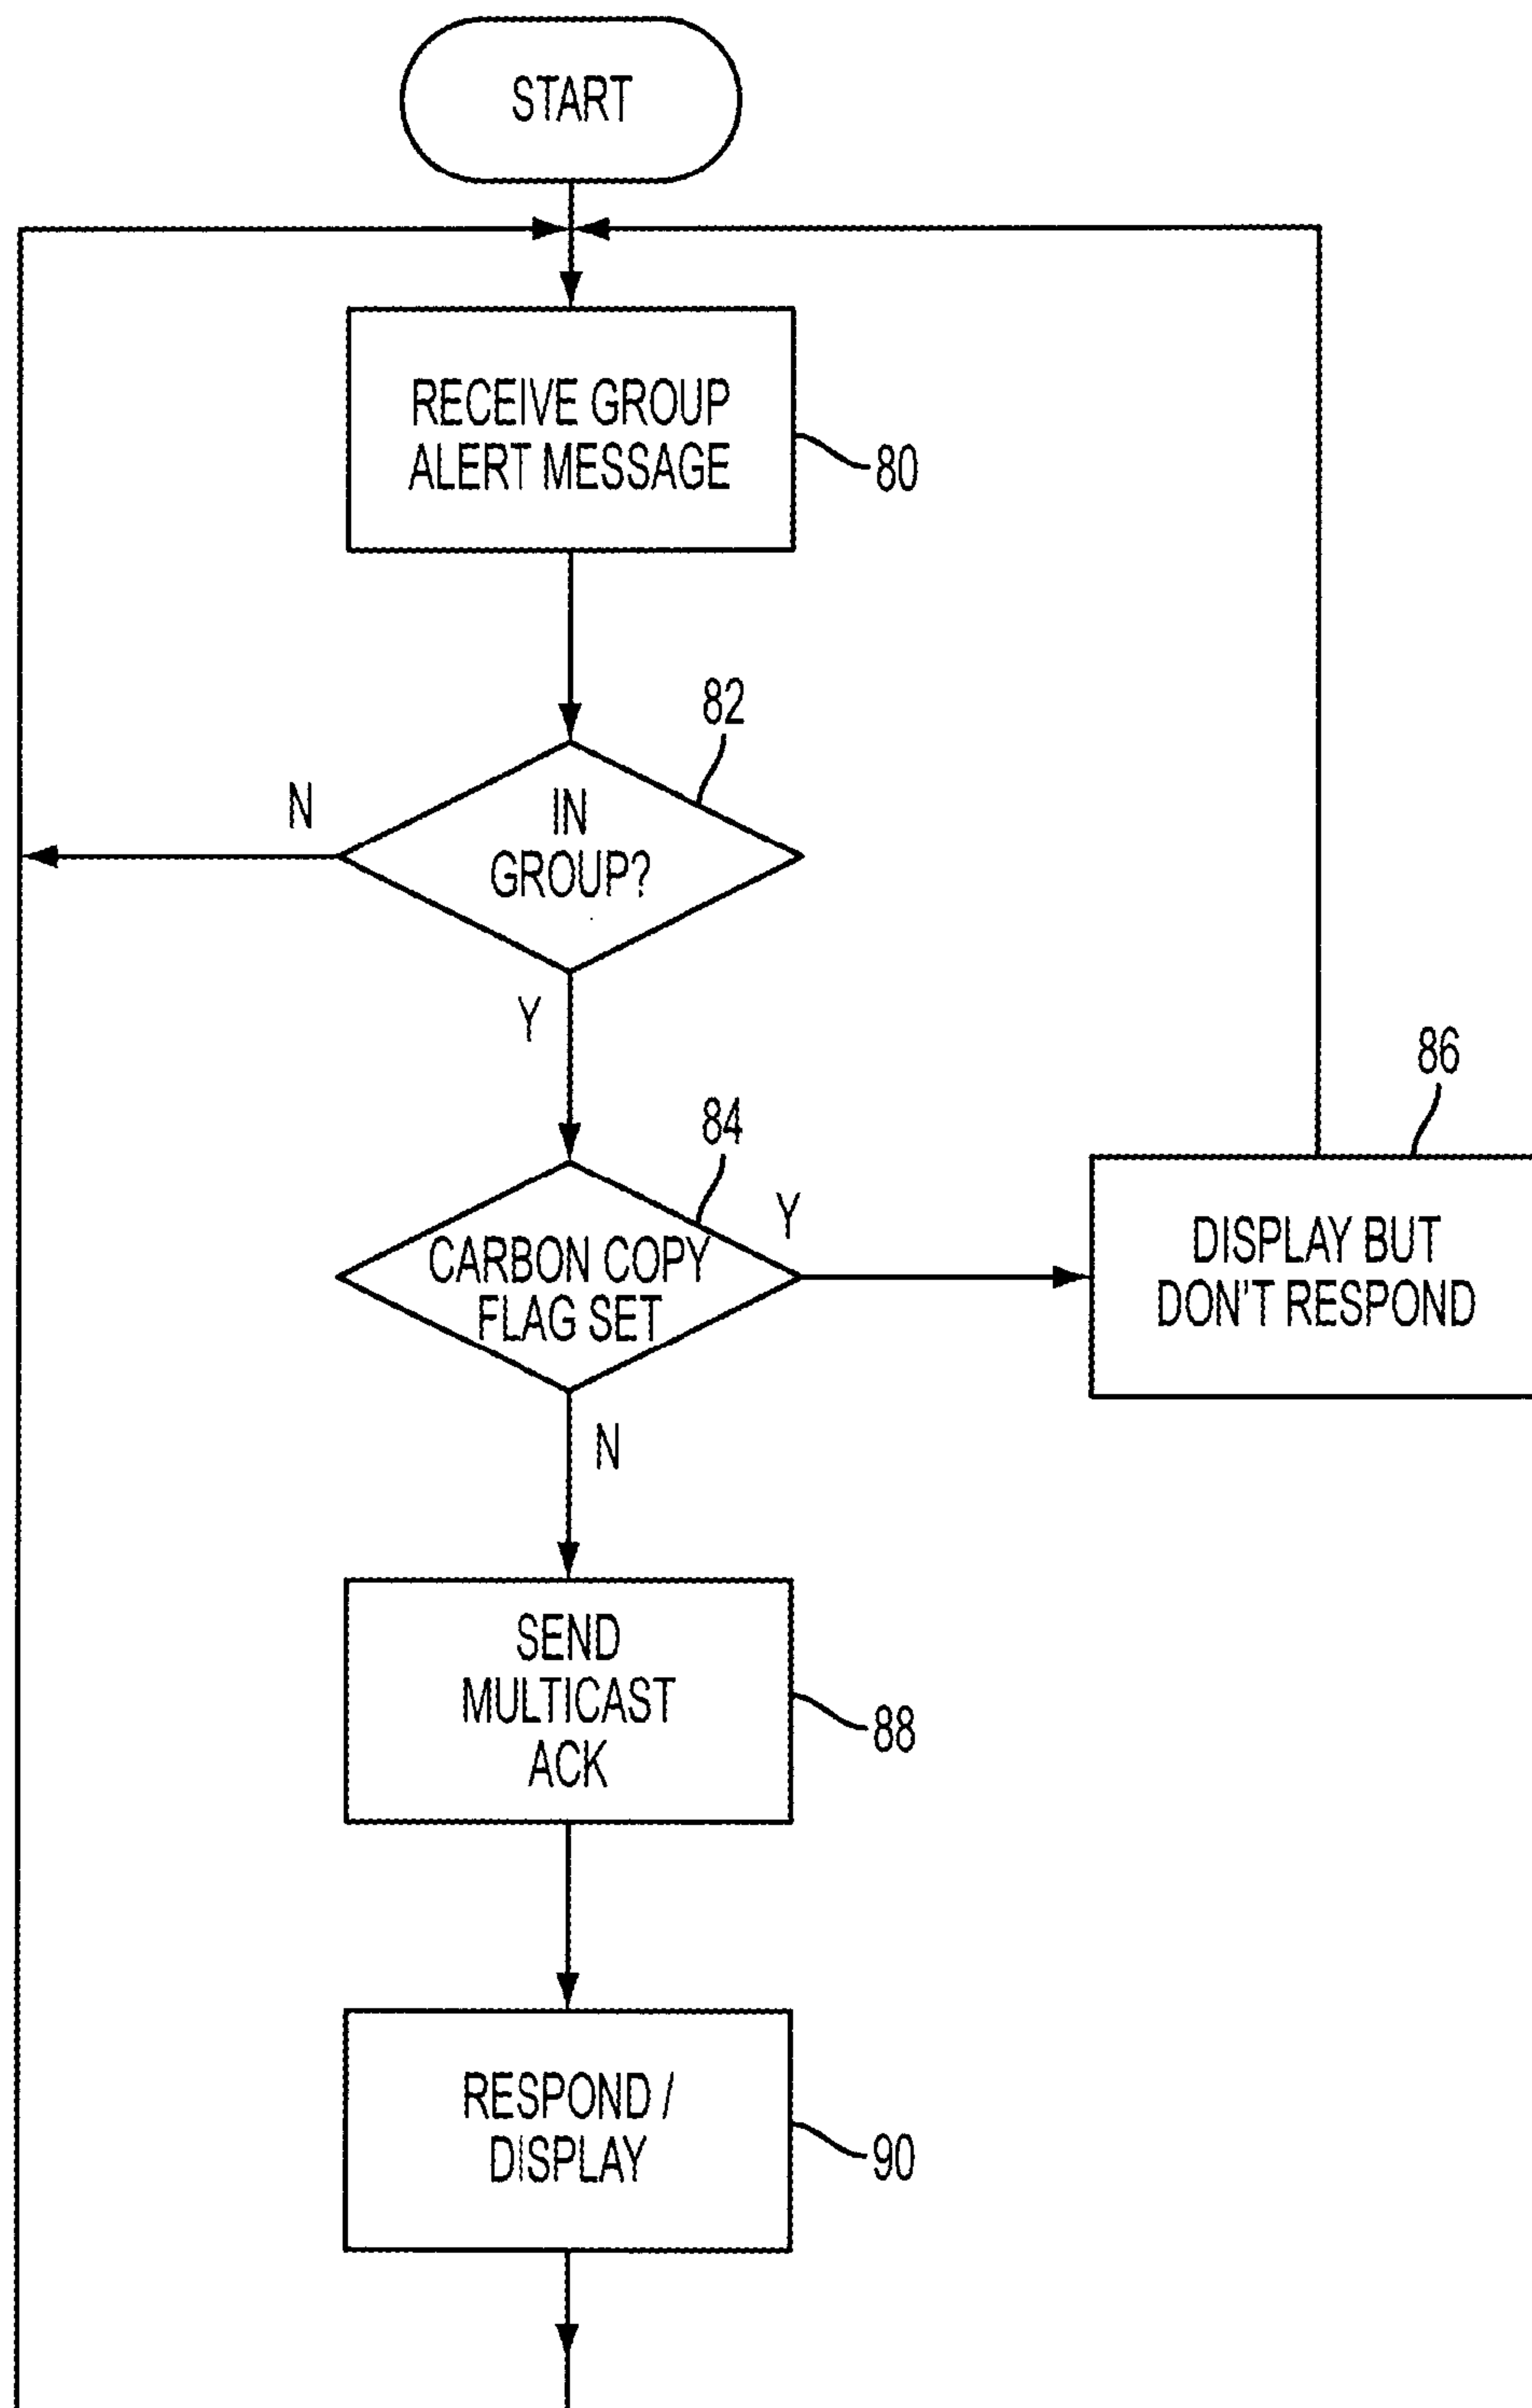 START
RECEIVE GROUP
ALERT MESSAGE
80
82
N
IN
GROUP?
Y
84
Y
CARBON COPY
FLAG SET
86
DISPLAY BUT
DON'T RESPOND
N
SEND
MULTICAST
ACK
88
RESPOND /
DISPLAY
90